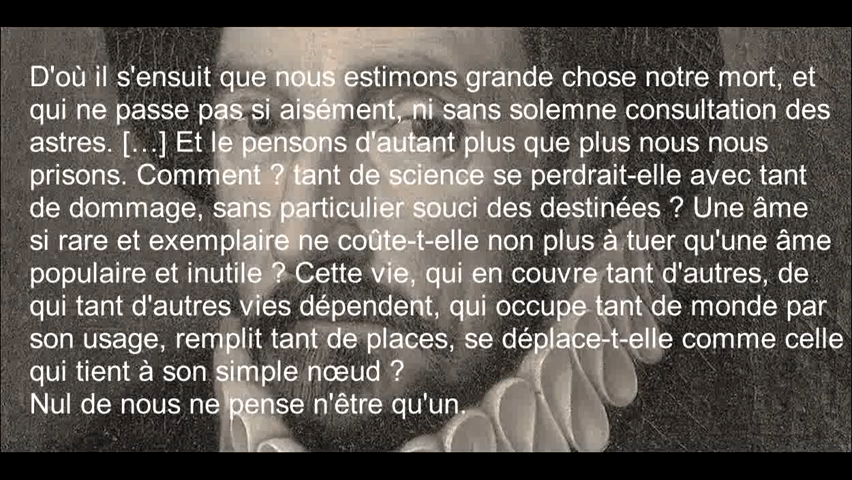 D'où il s'ensuit que nous estimons grande chose notre mort, et
qui ne passe pas si aisément, ni sans solemne consultation des
astres. […] Et le pensons d'autant plus que plus nous nous
prisons. Comment ? tant de science se perdrait-elle avec tant
de dommage, sans particulier souci des destinées ? Une âme
si rare et exemplaire ne coûte-t-elle non plus à tuer qu'une âme
populaire et inutile ? Cette vie, qui en couvre tant d'autres, de
qui tant d'autres vies dépendent, qui occupe tant de monde par
son usage, remplit tant de places, se déplace-t-elle comme celle
qui tient à son simple nœud ?
Nul de nous ne pense n'être qu'un.